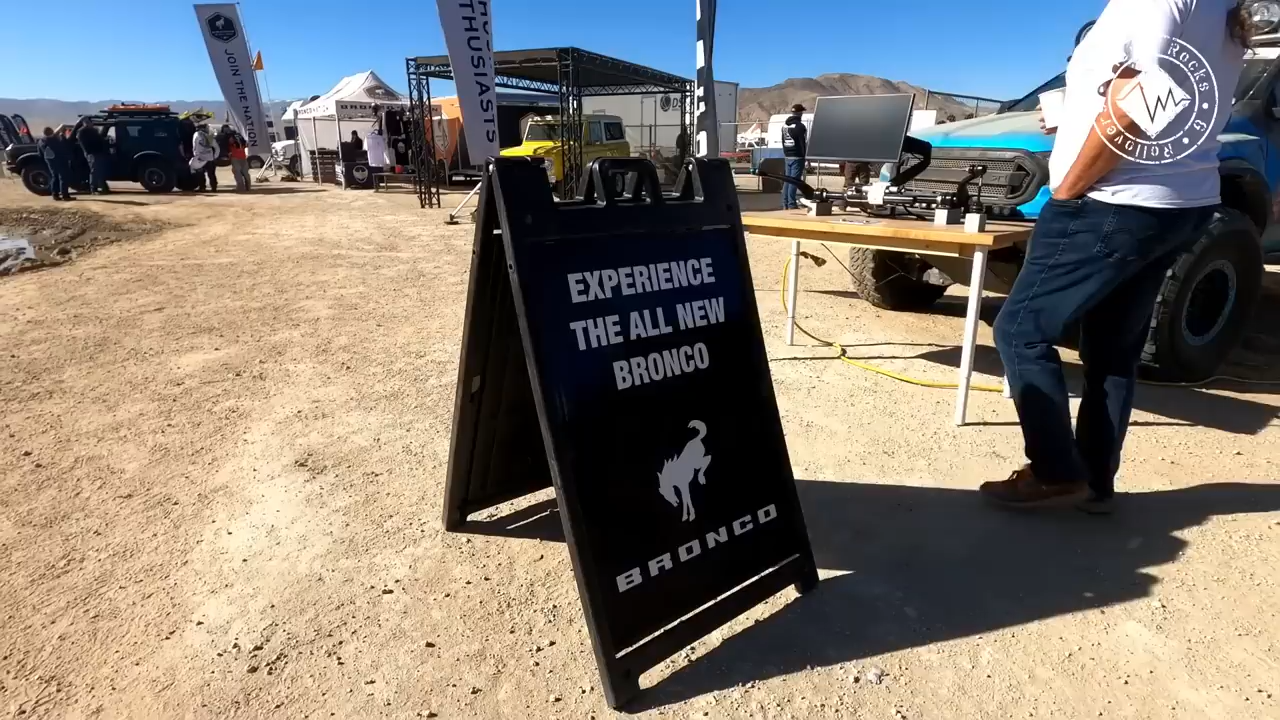 JOIN THE NATION
THUSIASTS
EXPERIENCE
THE ALL NEW
BRONCO
BRONCO
Rocks & Rollover